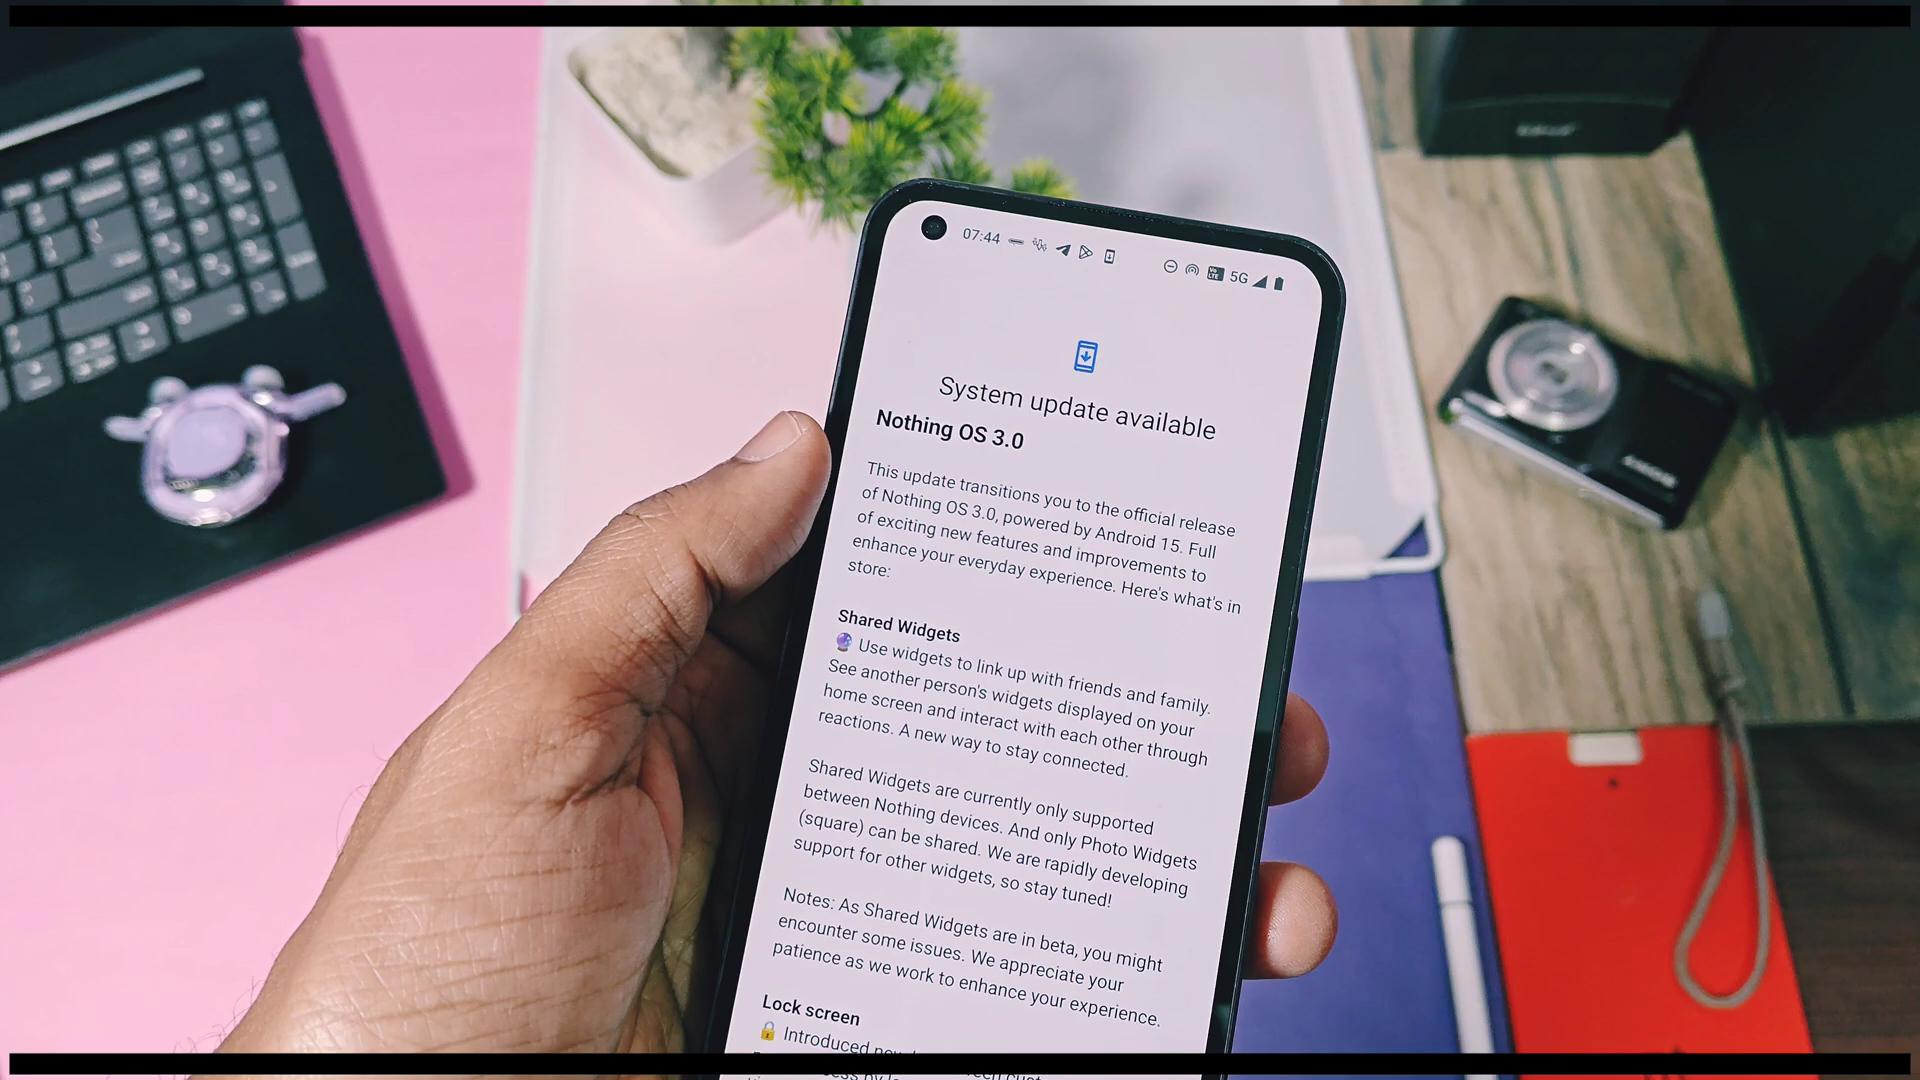 07:44
5G
System update available
Nothing OS 3.0
This update transitions you to the official release
of Nothing OS 3.0, powered by Android 15. Full
of exciting new features and improvements to
enhance your everyday experience. Here's what's in
store:
Shared Widgets
🔮 Use widgets to link up with friends and family.
See another person's widgets displayed on your
home screen and interact with each other through
reactions. A new way to stay connected.
Shared Widgets are currently only supported
between Nothing devices. And only Photo Widgets
(square) can be shared. We are rapidly developing
support for other widgets, so stay tuned!
Notes: As Shared Widgets are in beta, you might
encounter some issues. We appreciate your
patience as we work to enhance your experience.
Lock screen
🔒 Introduced